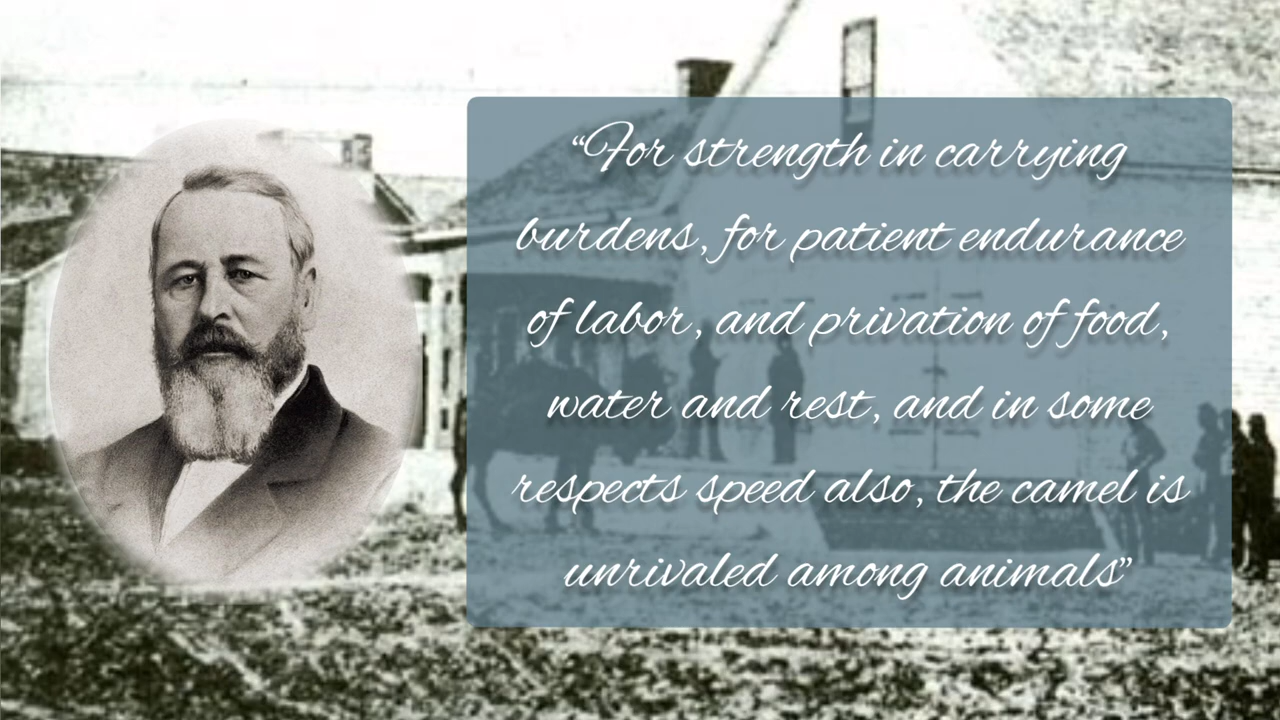 “For strength in carrying
burdens, for patient endurance
of labor, and privation of food,
water and rest, and in some
respects speed also, the camel is
unrivaled among animals”